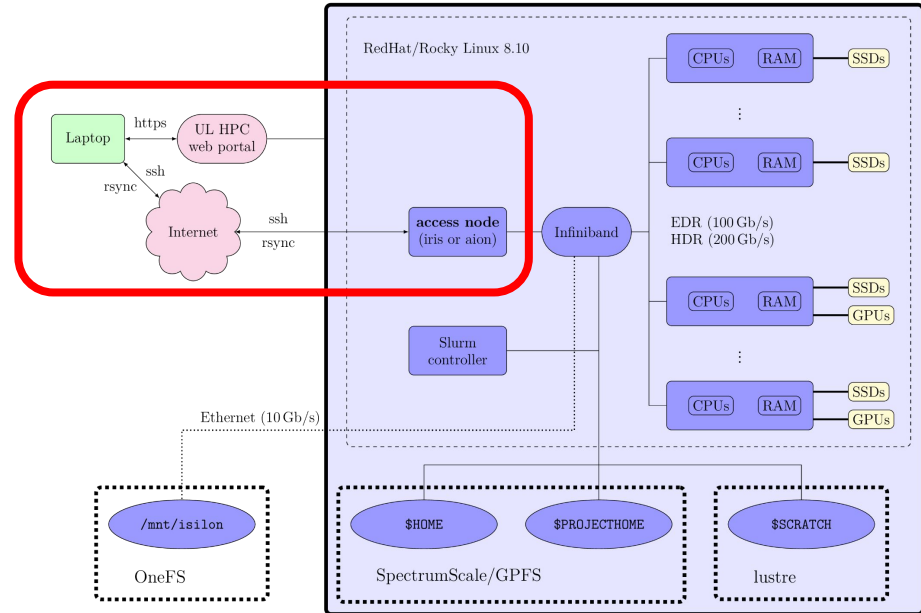 RedHat/Rocky Linux 8.10
CPUs
RAM
SSDs
Laptop
https
UL HPC
web portal
ssh
rsync
CPUs
RAM
SSDs
Internet
ssh
rsync
access node
(iris or aion)
Infiniband
EDR (100 Gb/s)
HDR (200 Gb/s)
CPUs
RAM
SSDs
GPUs
Slurm
controller
CPUs
RAM
SSDs
GPUs
Ethernet (10 Gb/s)
/mnt/isilon
$HOME
$PROJECTHOME
$SCRATCH
OneFS
SpectrumScale/GPFS
lustre